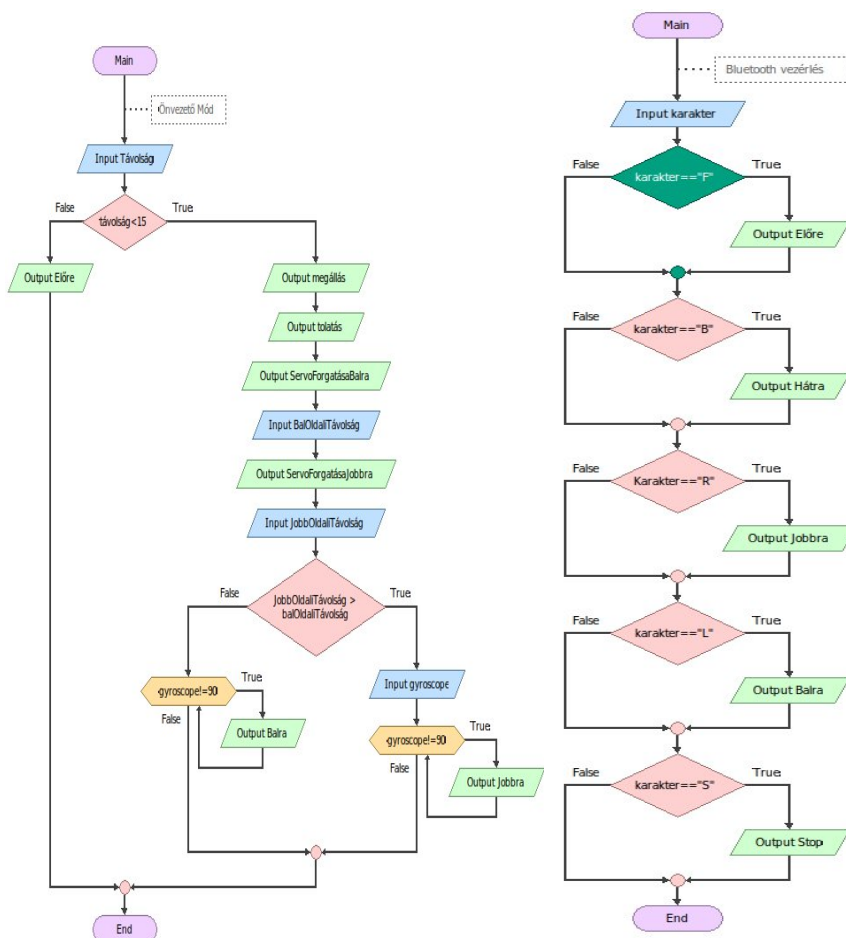 Main
Önvezető Mód
Input Távolság
False
True
távolság<15
Output Előre
Output megállás
Output tolatás
Output ServoForgatásaBalra
Input BalOldaliTávolság
Output ServoForgatásaJobbra
Input JobbOldaliTávolság
False
True
JobbOldaliTávolság >
balOldaliTávolság
gyroscope!=90
True
False
Output Balra
Input gyroscope
-gyroscope!=90
True
False
Output Jobbra
End
Main
Bluetooth vezérlés
Input karakter
False
True
karakter=="F"
Output Előre
False
True
karakter=="B"
Output Hátra
False
True
Karakter=="R"
Output Jobbra
False
True
karakter=="L"
Output Balra
False
True
karakter=="S"
Output Stop
End